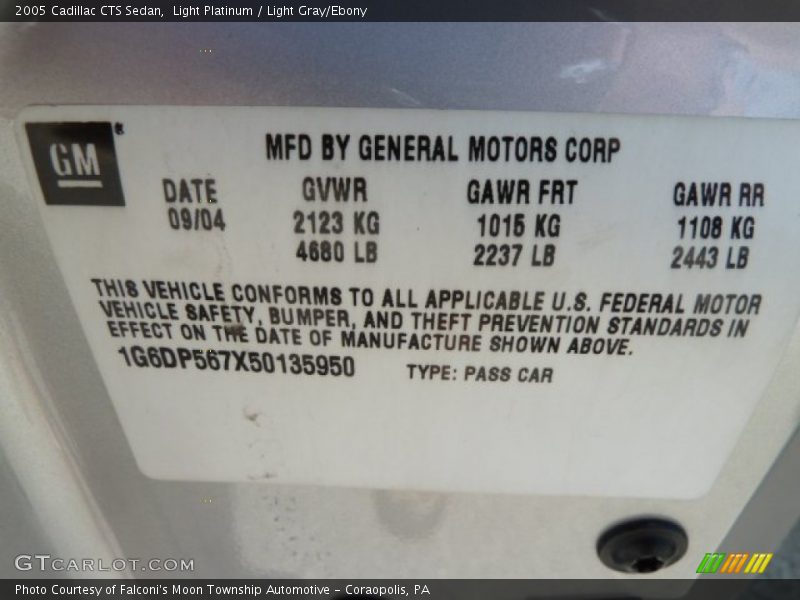 2005 Cadillac CTS Sedan,  Light Platinum / Light Gray/Ebony
GM
MFD BY GENERAL MOTORS CORP
DATE GVWR GAWR FRT GAWR RR
09/04 2123 KG 1015 KG 1108 KG
4680 LB 2237 LB 2443 LB
THIS VEHICLE CONFORMS TO ALL APPLICABLE U.S. FEDERAL MOTOR
VEHICLE SAFETY, BUMPER, AND THEFT PREVENTION STANDARDS IN
EFFECT ON THE DATE OF MANUFACTURE SHOWN ABOVE.
1G6DP567X50135950 TYPE: PASS CAR
GTCARLOT.COM
Photo Courtesy of Falconi's Moon Township Automotive – Coraopolis, PA